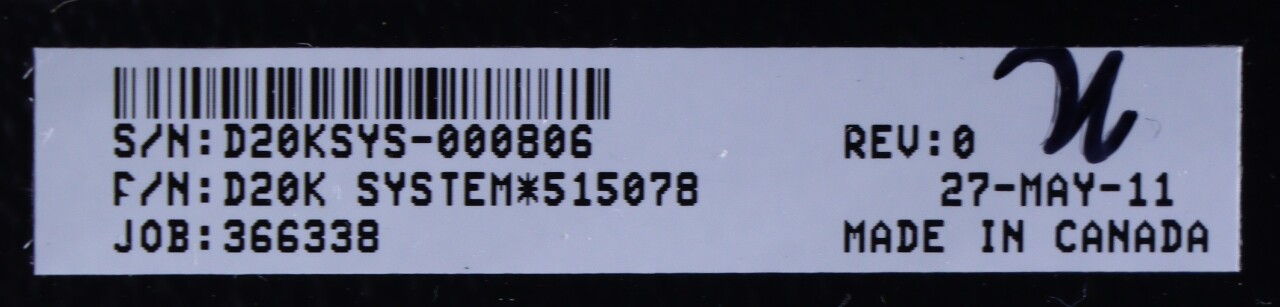 S/N:D20KSYS-000806
REV:0
P/N:D20K SYSTEM*515078
27-MAY-11
JOB:366338
MADE IN CANADA